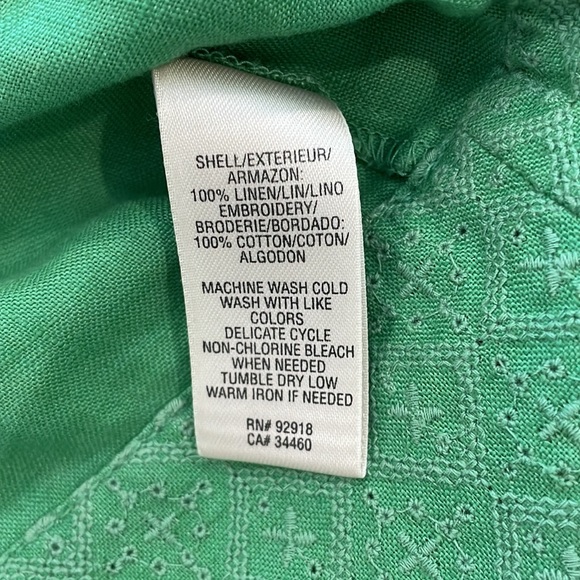 SHELL/EXTERIEUR/
ARMAZON:
100% LINEN/LIN/LINO
EMBROIDERY/
BRODERIE/BORDADO:
100% COTTON/COTON/
ALGODON
MACHINE WASH COLD
WASH WITH LIKE
COLORS
DELICATE CYCLE
NON-CHLORINE BLEACH
WHEN NEEDED
TUMBLE DRY LOW
WARM IRON IF NEEDED
RN# 92918
CA# 34460